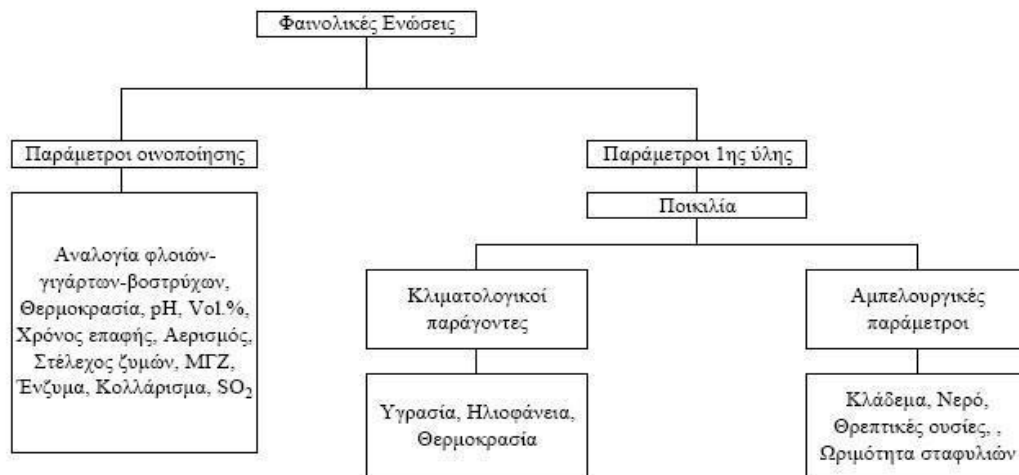 Φαινολικές Ενώσεις
Παράμετροι οινοποίησης
Αναλογία φλοιών-
γιγάρτων-βοστρύχων,
Θερμοκρασία, pH, Vol.%,
Χρόνος επαφής, Αερισμός,
Στέλεχος ζυμών, ΜΓΖ,
Ένζυμα, Κολλάρισμα, SO₂
Παράμετροι 1ης ύλης
Ποικιλία
Κλιματολογικοί
παράγοντες
Υγρασία, Ηλιοφάνεια,
Θερμοκρασία
Αμπελουργικές
παράμετροι
Κλάδεμα, Νερό,
Θρεπτικές ουσίες, ,
Ωριμότητα σταφυλιών